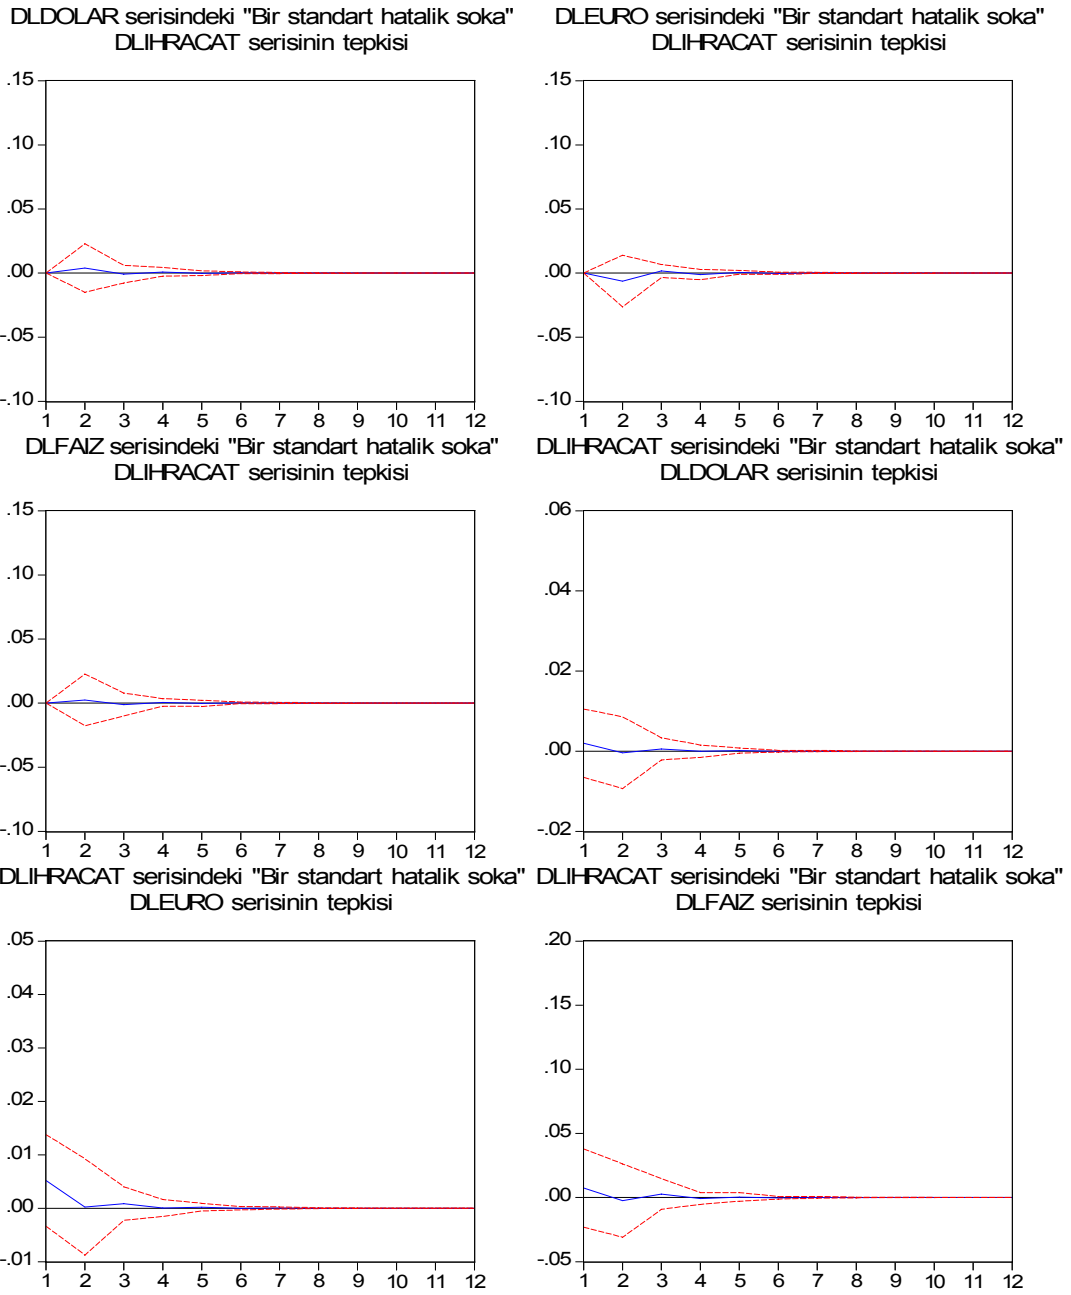 DLDOLAR serisindeki "Bir standart hatalik soka"
DLIHRACAT serisinin tepkisi
.15
.10
.05
.00
-.05
-.10
1 2 3 4 5 6 7 8 9 10 11 12
DLEURO serisindeki "Bir standart hatalik soka"
DLIHRACAT serisinin tepkisi
.15
.10
.05
.00
-.05
-.10
1 2 3 4 5 6 7 8 9 10 11 12
DLFAIZ serisindeki "Bir standart hatalik soka"
DLIHRACAT serisinin tepkisi
.15
.10
.05
.00
-.05
-.10
1 2 3 4 5 6 7 8 9 10 11 12
DLIHRACAT serisindeki "Bir standart hatalik soka"
DLDOLAR serisinin tepkisi
.06
.04
.02
.00
-.02
1 2 3 4 5 6 7 8 9 10 11 12
DLIHRACAT serisindeki "Bir standart hatalik soka"
DLEURO serisinin tepkisi
.05
.04
.03
.02
.01
.00
-.01
1 2 3 4 5 6 7 8 9 10 11 12
DLIHRACAT serisindeki "Bir standart hatalik soka"
DLFAIZ serisinin tepkisi
.20
.15
.10
.05
.00
-.05
1 2 3 4 5 6 7 8 9 10 11 12